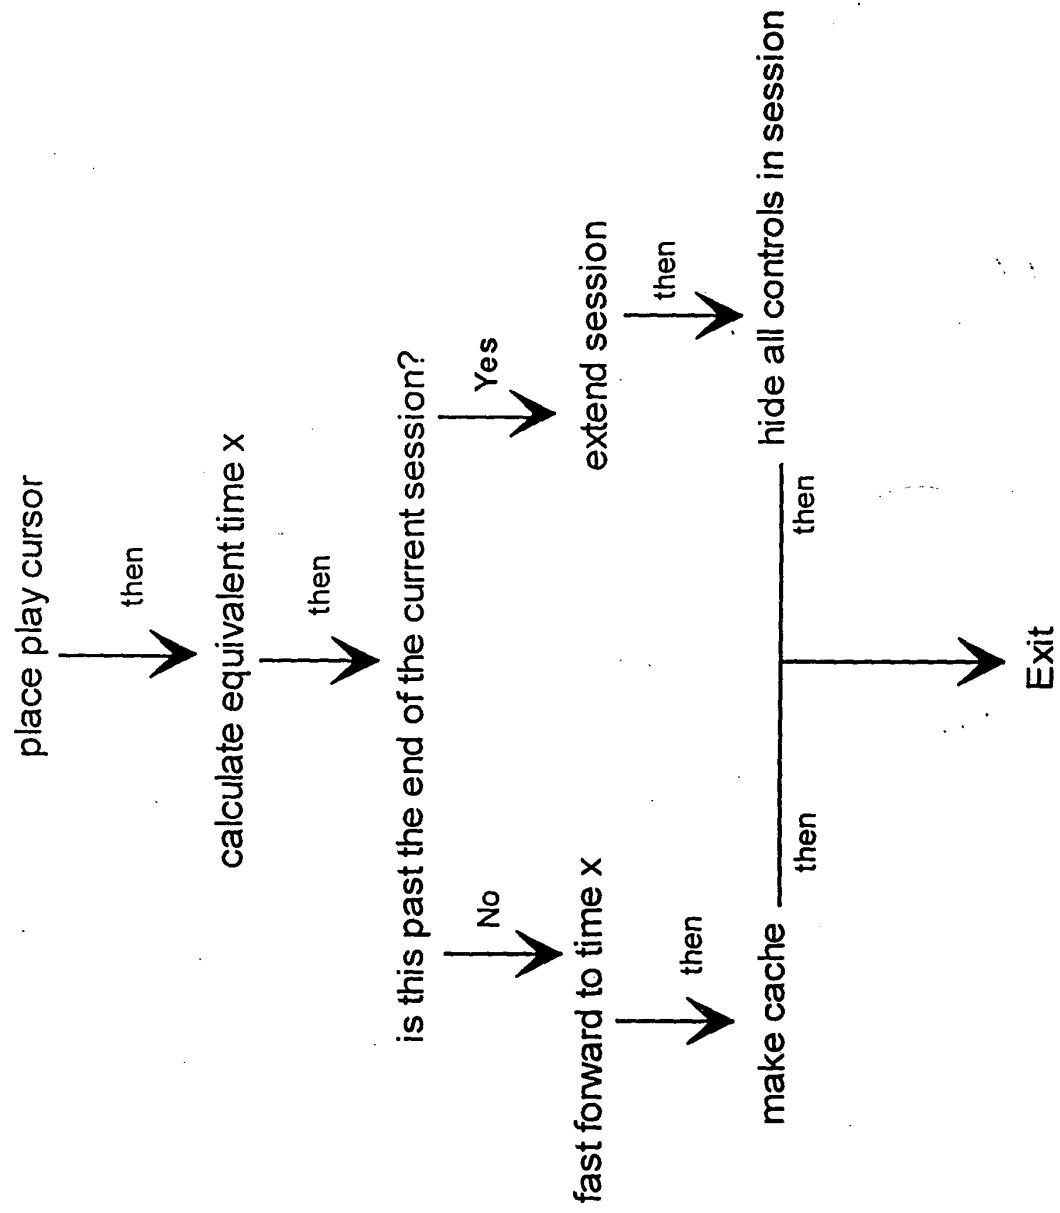 place play cursor
then
calculate equivalent time x
then
is this past the end of the current session?
No
Yes
fast forward to time x
extend session
then
then
make cache
hide all controls in session
then
then
Exit